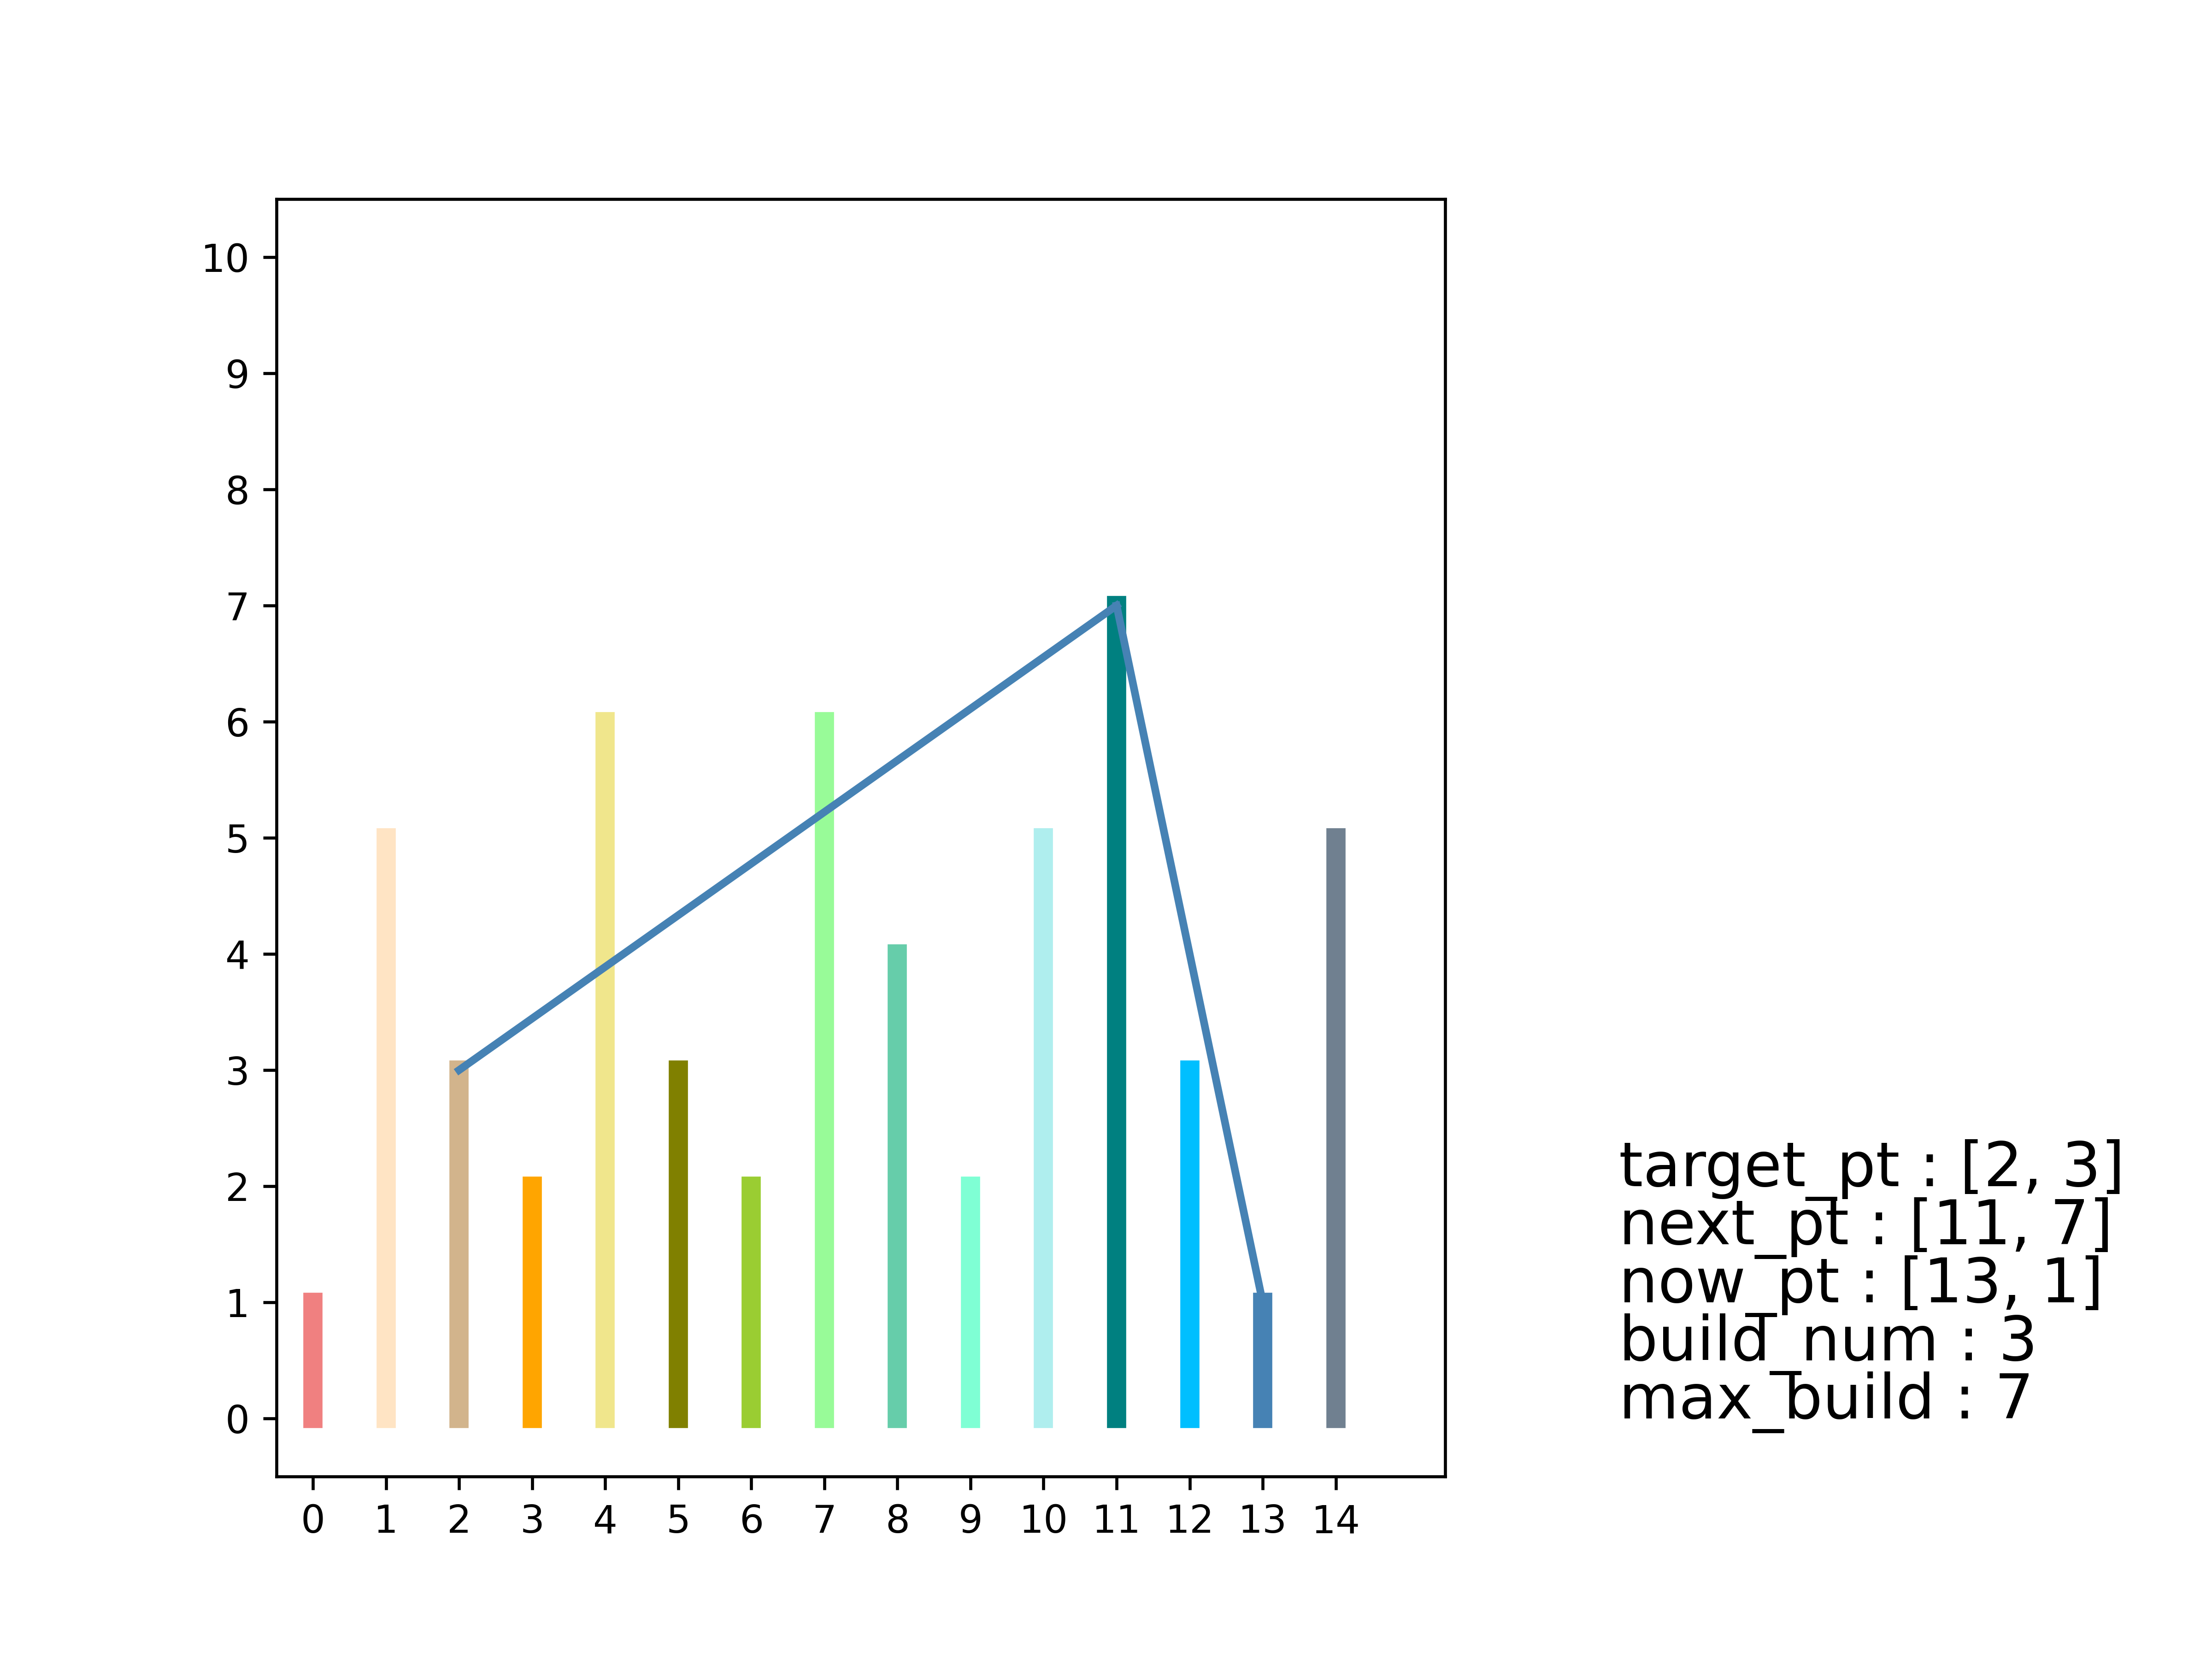 10
9
8
7
6
5
4
3
2
1
0
0 1 2 3 4 5 6 7 8 9 10 11 12 13 14
target_pt : [2, 3]
next_pt : [11, 7]
now_pt : [13, 1]
build_num : 3
max_build : 7